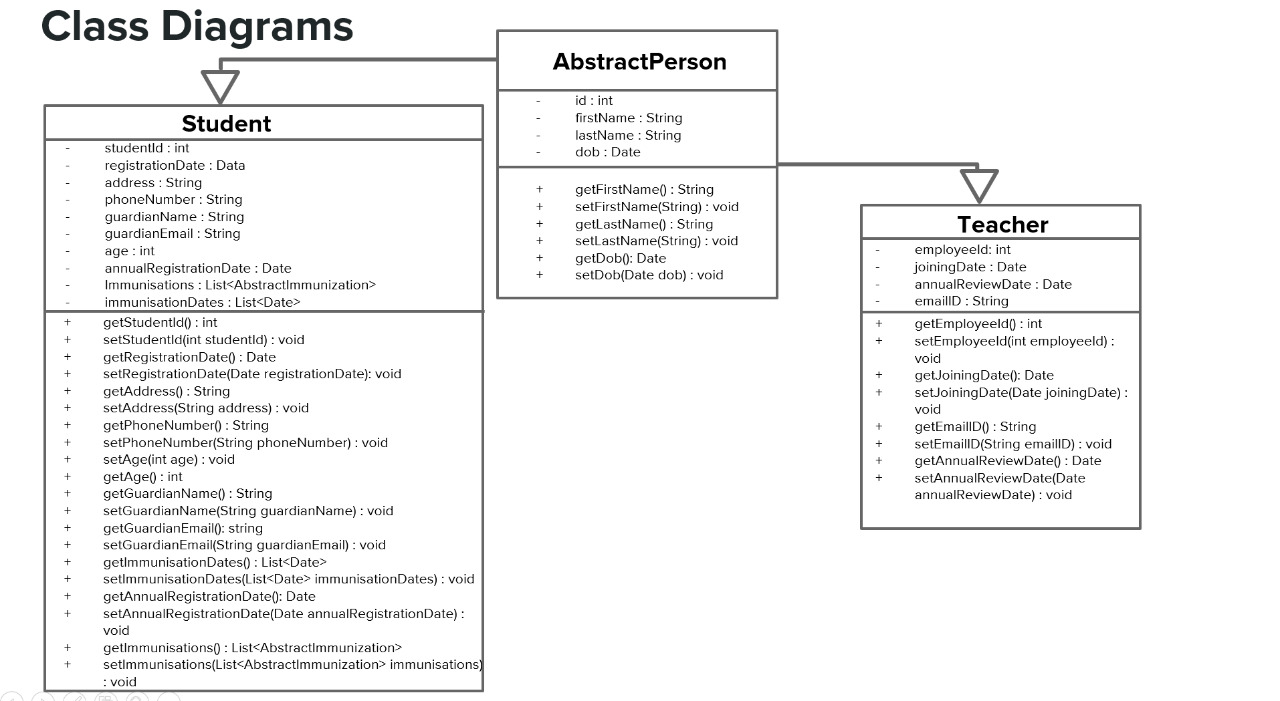 Class Diagrams
AbstractPerson
- id : int
- firstName : String
- lastName : String
- dob : Date
+ getFirstName() : String
+ setFirstName(String) : void
+ getLastName() : String
+ setLastName(String) : void
+ getDob(): Date
+ setDob(Date dob) : void
Student
- studentId : int
- registrationDate : Data
- address : String
- phoneNumber : String
- guardianName : String
- guardianEmail : String
- age : int
- annualRegistrationDate : Date
- Immunisations : List<AbstractImmunization>
- immunisationDates : List<Date>
+ getStudentId() : int
+ setStudentId(int studentId) : void
+ getRegistrationDate() : Date
+ setRegistrationDate(Date registrationDate): void
+ getAddress() : String
+ setAddress(String address) : void
+ getPhoneNumber() : String
+ setPhoneNumber(String phoneNumber) : void
+ setAge(int age) : void
+ getAge() : int
+ getGuardianName() : String
+ setGuardianName(String guardianName) : void
+ getGuardianEmail(): string
+ setGuardianEmail(String guardianEmail) : void
+ getImmunisationDates() : List<Date>
+ setImmunisationDates(List<Date> immunisationDates) : void
+ getAnnualRegistrationDate(): Date
+ setAnnualRegistrationDate(Date annualRegistrationDate) :
void
+ getImmunisations() : List<AbstractImmunization>
+ setImmunisations(List<AbstractImmunization> immunisations)
: void
Teacher
- employeeId: int
- joiningDate : Date
- annualReviewDate : Date
- emailID : String
+ getEmployeeId() : int
+ setEmployeeId(int employeeId) :
void
+ getJoiningDate(): Date
+ setJoiningDate(Date joiningDate) :
void
+ getEmailID() : String
+ setEmailID(String emailID) : void
+ getAnnualReviewDate() : Date
+ setAnnualReviewDate(Date
annualReviewDate) : void